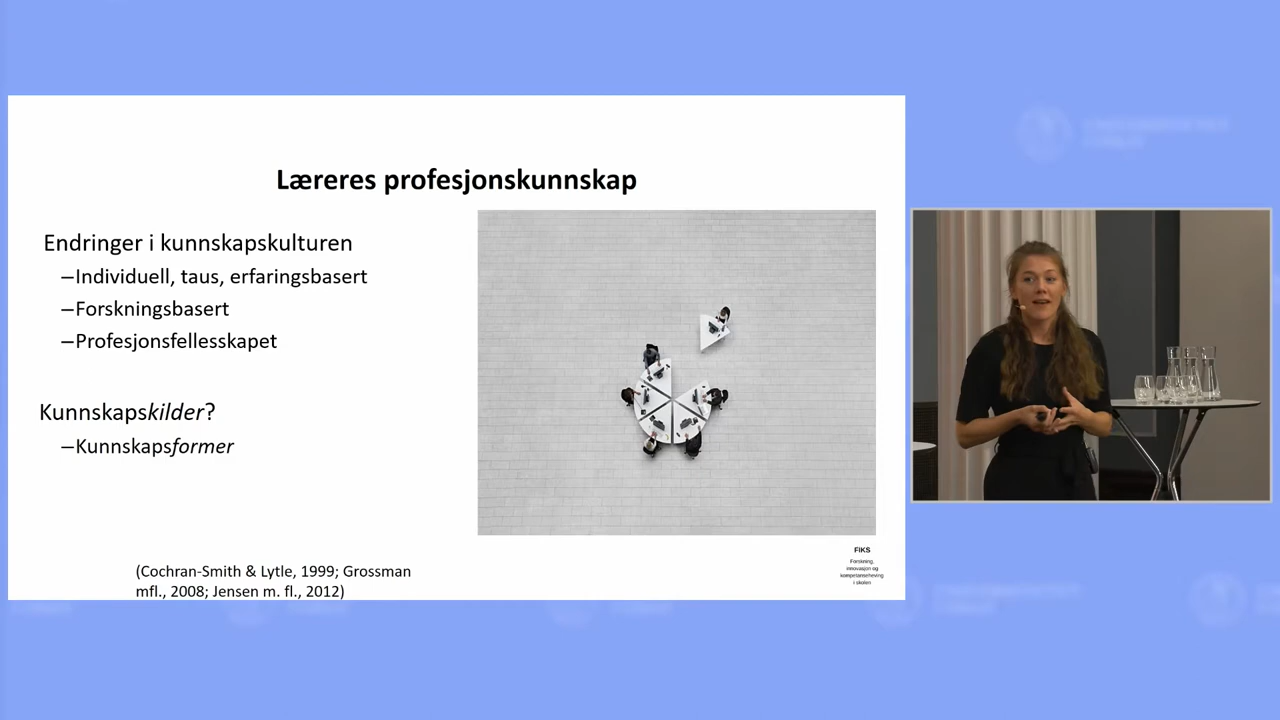 Læreres profesjonskunnskap
Endringer i kunnskapskulturen
–Individuell, taus, erfaringsbasert
–Forskningsbasert
–Profesjonsfellesskapet
Kunnskapskilder?
–Kunnskapsformer
(Cochran-Smith & Lytle, 1999; Grossman
mfl., 2008; Jensen m. fl., 2012)
FIKS
Forskning,
innovasjon og
kompetanseheving
i skolen